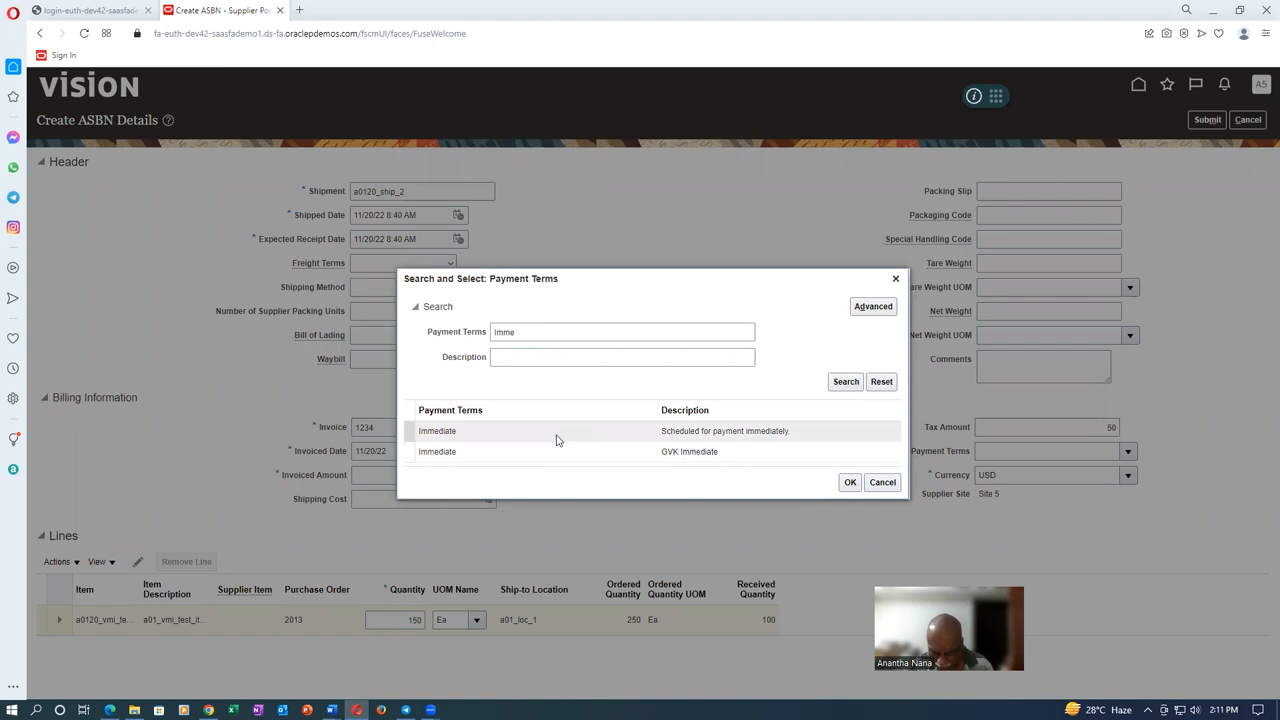 login-euth-dev42-saasfade
Create ASBN - Supplier Po
fa-euth-dev42-saasfademo1.ds-fa.oraclepdemos.com/fscmUI/faces/FuseWelcome
Sign In
vision
A5
Create ASBN Details
Submit Cancel
Header
* Shipment a0120_ship_2
Packing Slip
* Shipped Date 11/20/22 8:40 AM
Packaging Code
* Expected Receipt Date 11/20/22 8:40 AM
Special Handling Code
Freight Terms
Tare Weight
Shipping Method
are Weight UOM
Number of Supplier Packing Units
Net Weight
Bill of Lading
Net Weight UOM
Waybill
Comments
Search and Select: Payment Terms
Search
Advanced
Payment Terms Imme
Description
Search Reset
Payment Terms Description
Immediate Scheduled for payment immediately.
Immediate GVK Immediate
OK Cancel
Billing Information
* Invoice 1234
Tax Amount 50
* Invoiced Date 11/20/22
Payment Terms
* Invoiced Amount
* Currency USD
Shipping Cost
Supplier Site Site 5
Lines
Actions View Remove Line
Item Item Description Supplier Item Purchase Order * Quantity UOM Name Ship-to Location Ordered Quantity Ordered Quantity UOM Received Quantity
a0120_vmi_te... a01_vmi_test_it... 2013 150 Ea a01_loc_1 250 Ea 100
Anantha Nana
28°C Haze 2:11 PM